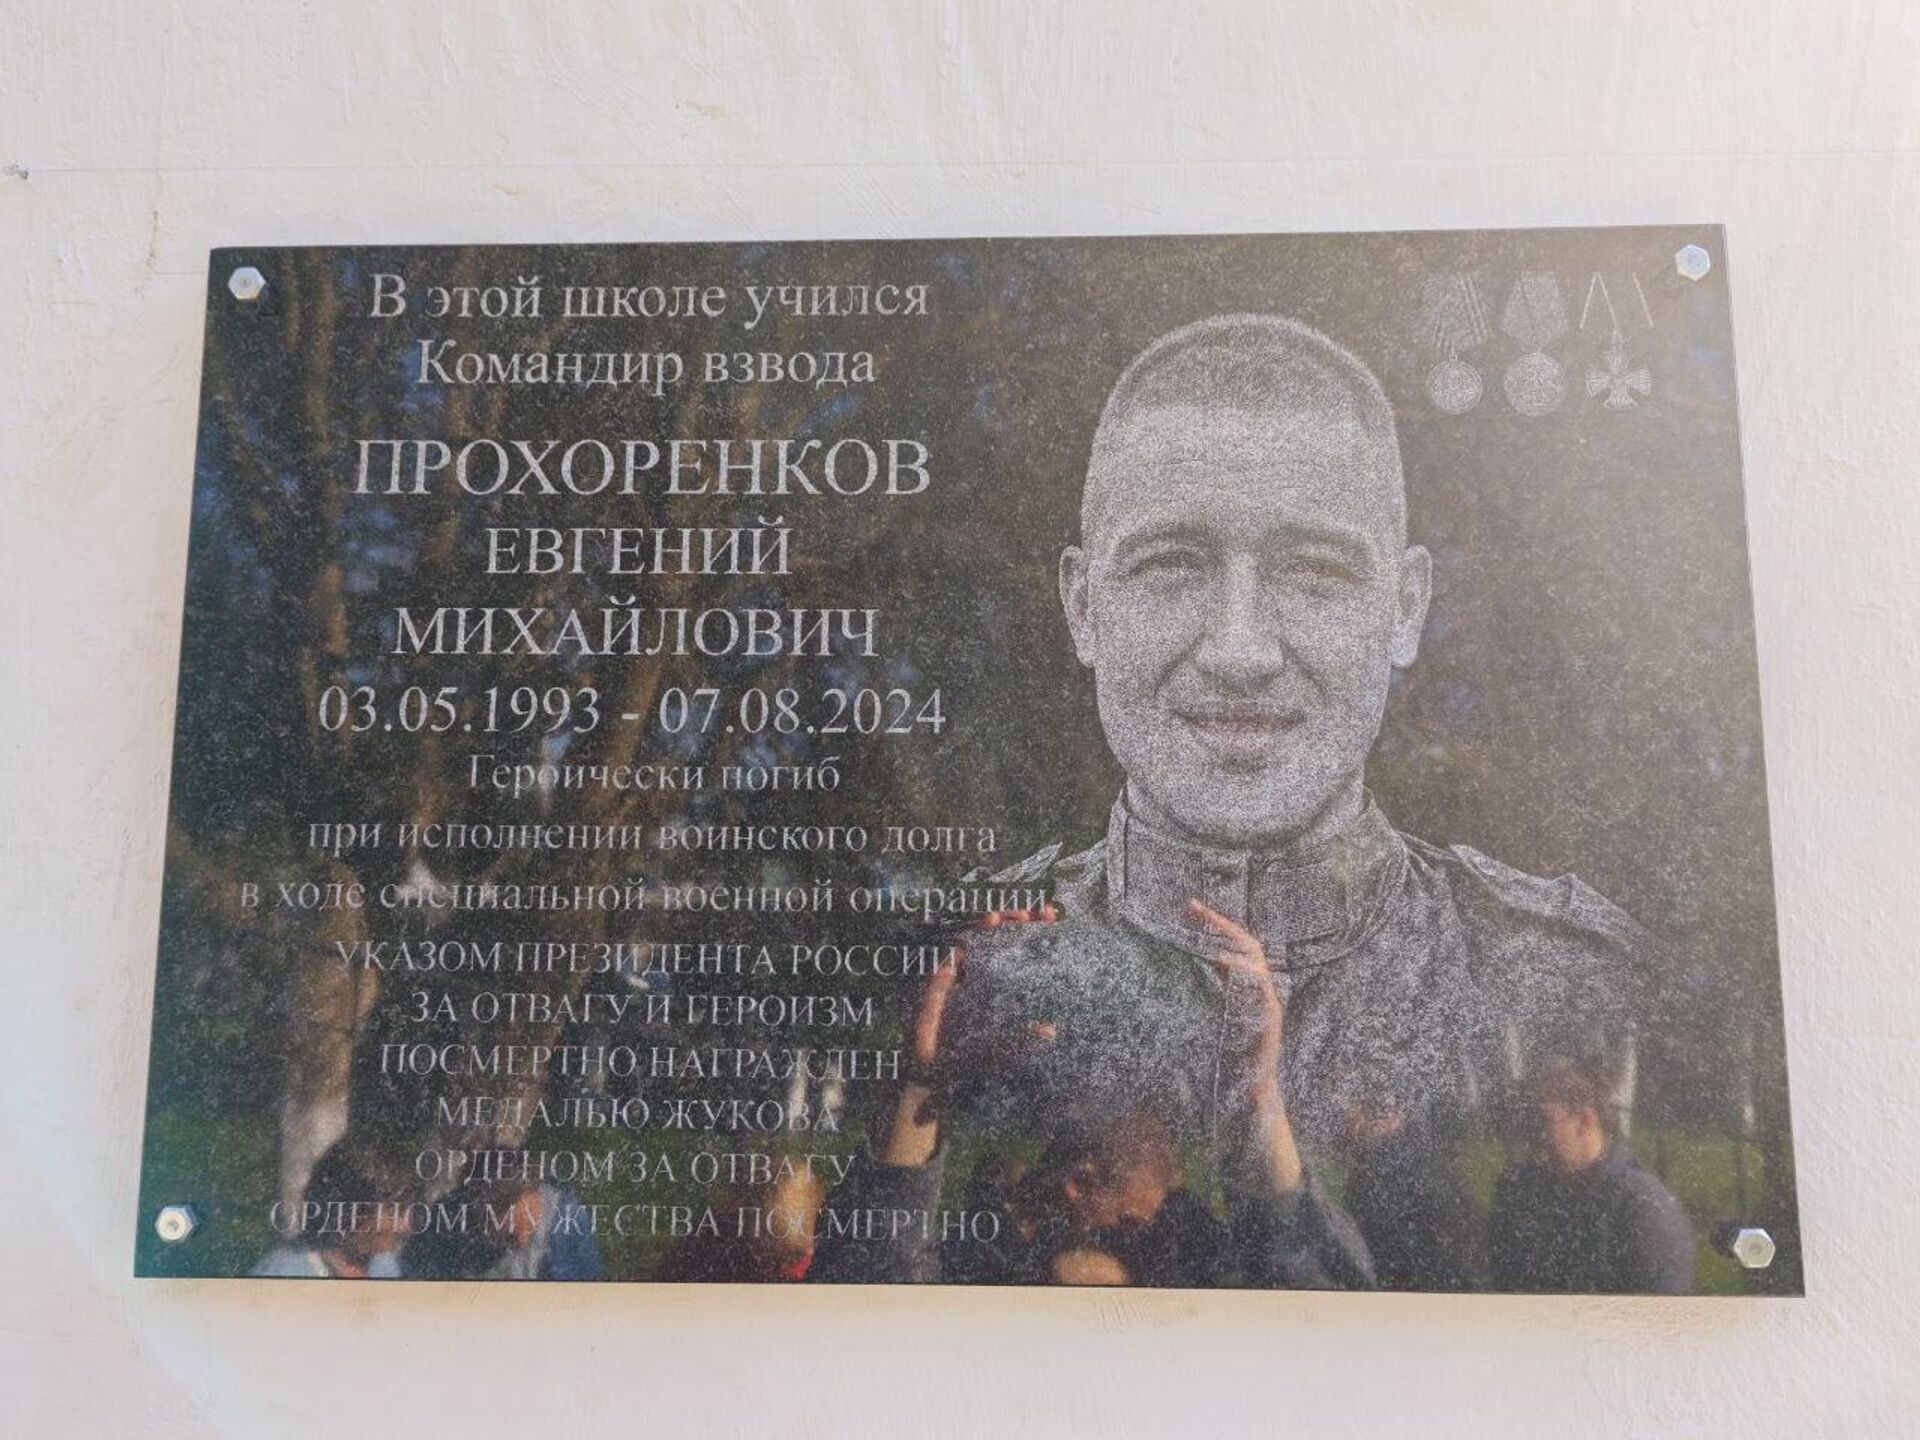 В этой школе учился
Командир взвода
ПРОХОРЕНКОВ
ЕВГЕНИЙ
МИХАЙЛОВИЧ
03.05.1993 - 07.08.2024
Героически погиб
при исполнении воинского долга
в ходе специальной военной операции.
УКАЗОМ ПРЕЗИДЕНТА РОССИИ
ЗА ОТВАГУ И ГЕРОИЗМ
ПОСМЕРТНО НАГРАЖДЕН
МЕДАЛЬЮ ЖУКОВА
ОРДЕНОМ ЗА ОТВАГУ
ОРДЕНОМ МУЖЕСТВА ПОСМЕРТНО